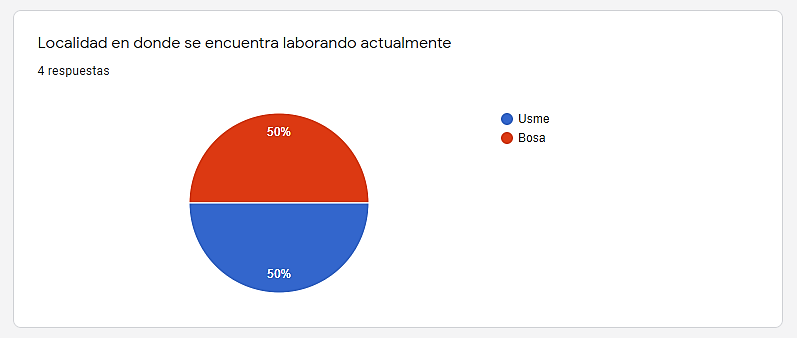 Localidad en donde se encuentra laborando actualmente
4 respuestas
50%
50%
Usme
Bosa